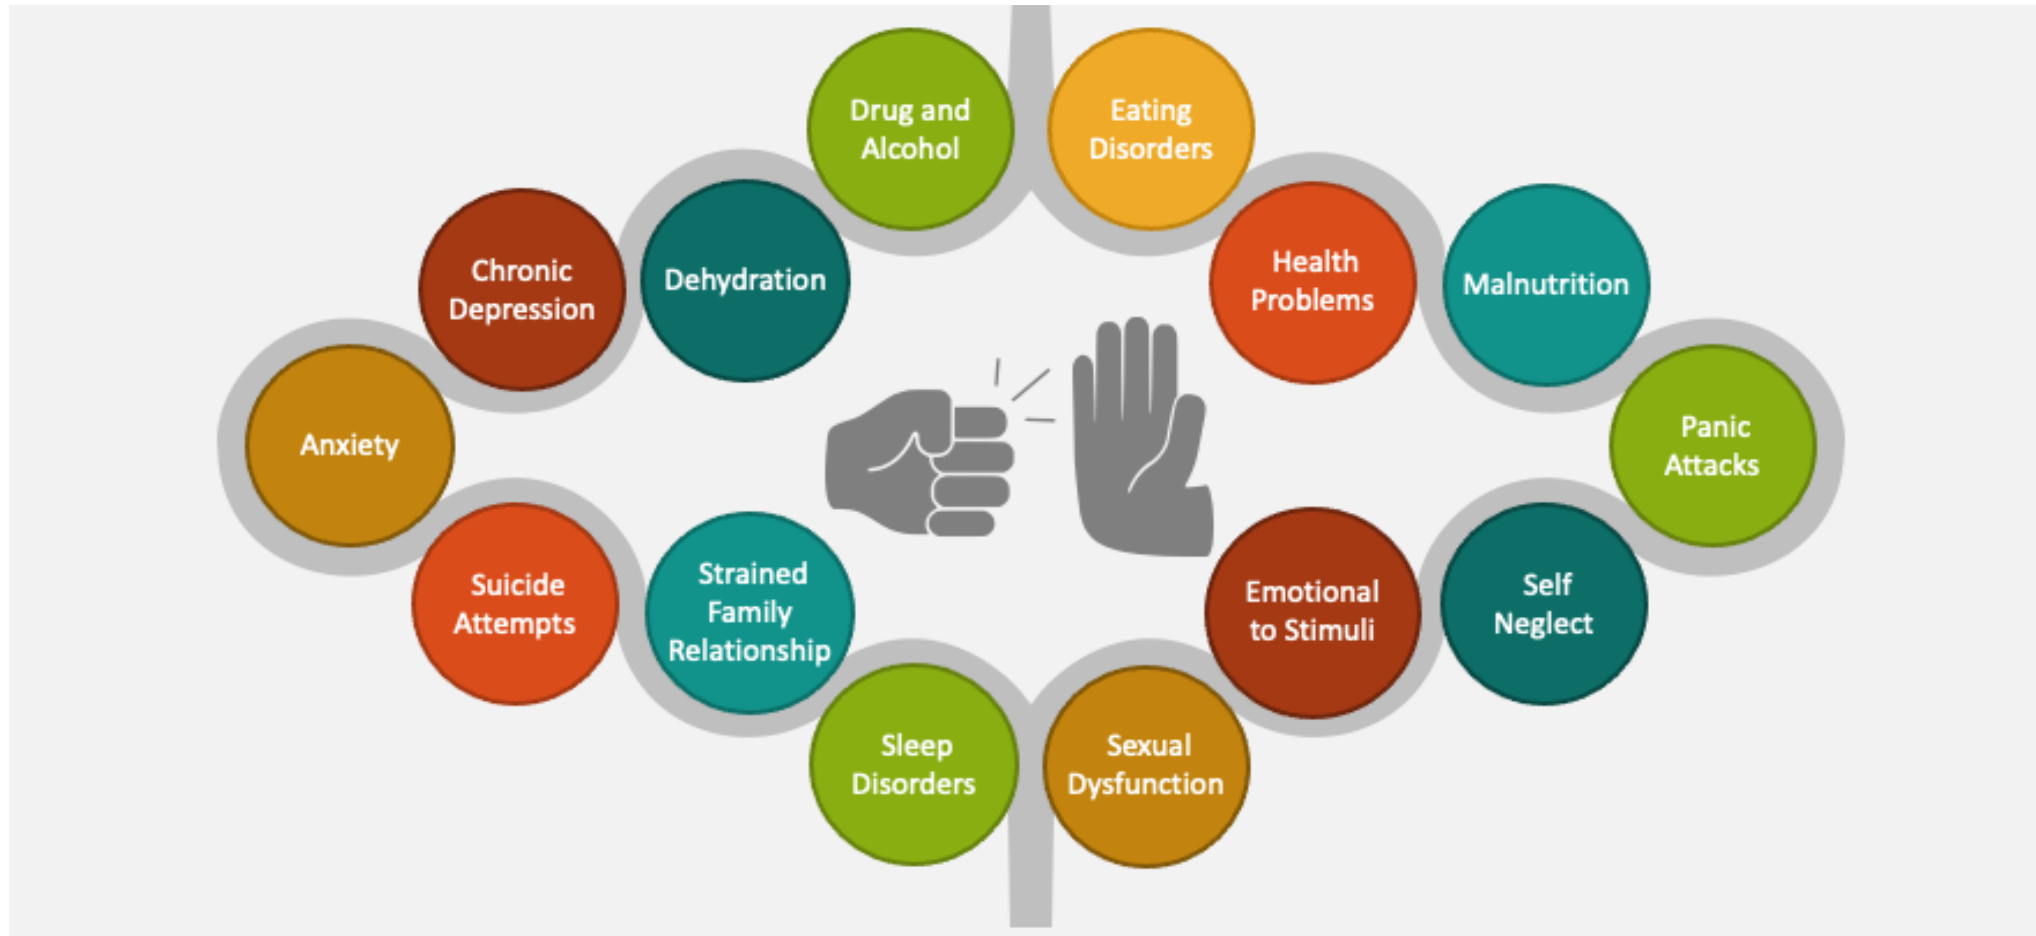 Drug and
Alcohol
Eating
Disorders
Chronic
Depression
Dehydration
Health
Problems
Malnutrition
Anxiety
Panic
Attacks
Suicide
Attempts
Strained
Family
Relationship
Emotional
to Stimuli
Self
Neglect
Sleep
Disorders
Sexual
Dysfunction